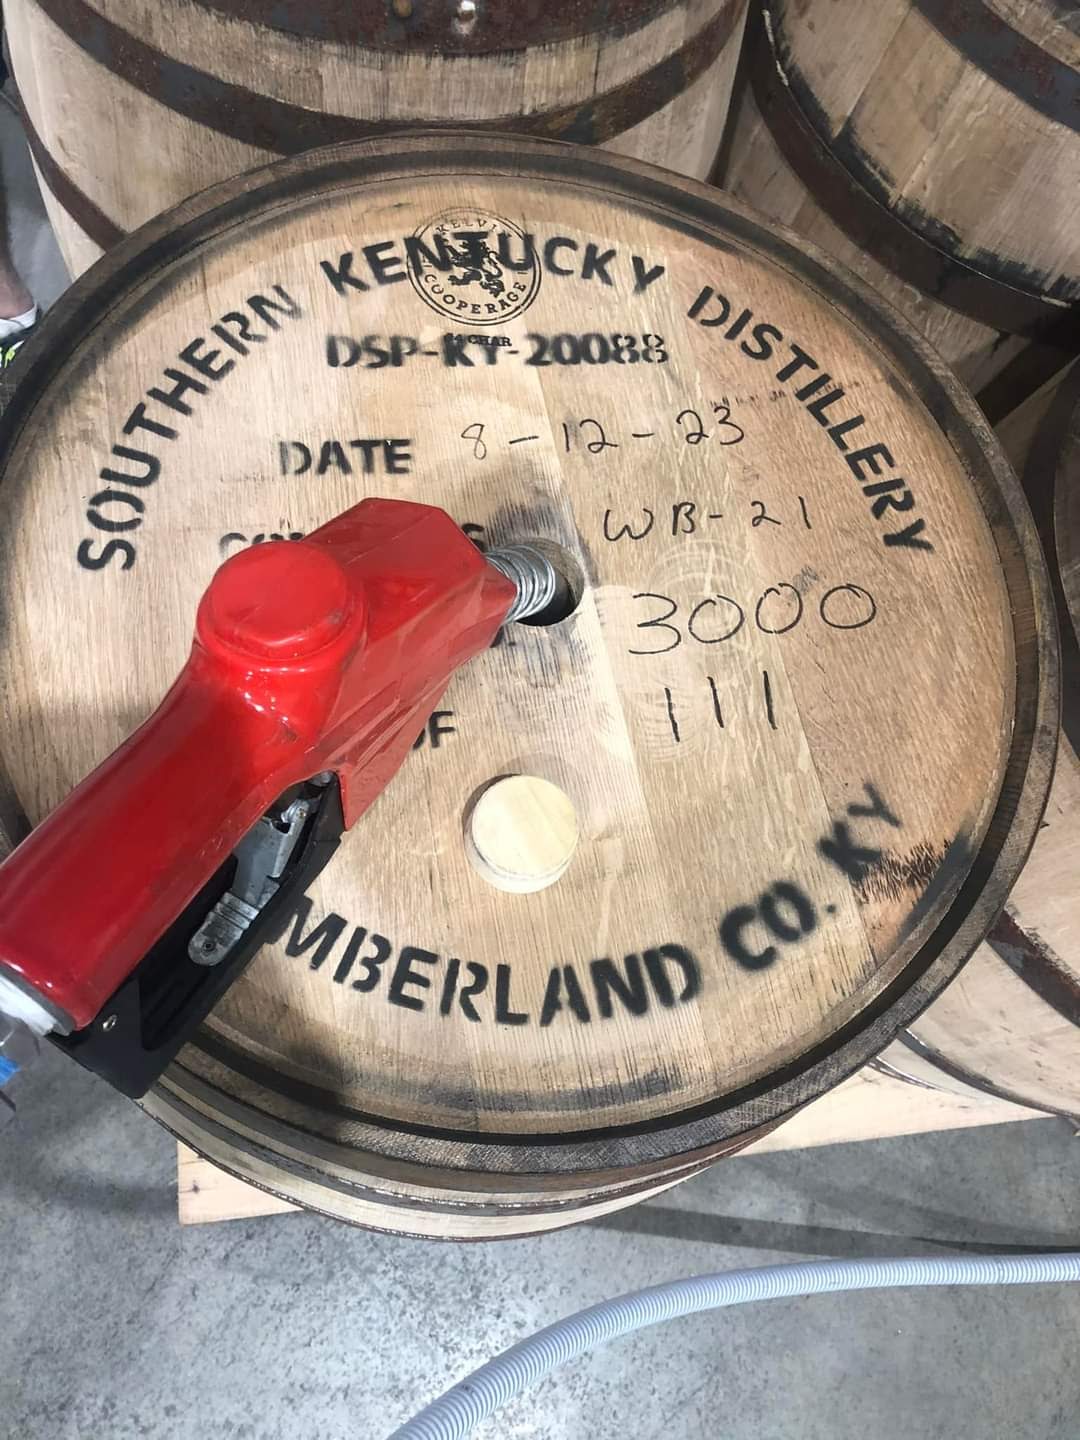 SOUTHERN KENTUCKY DISTILLERY
KELVIN COOPERAGE
CHAR
DSP-KY-20088
DATE 8-12-23
WB-21
3000
111
MBERLAND CO. KY